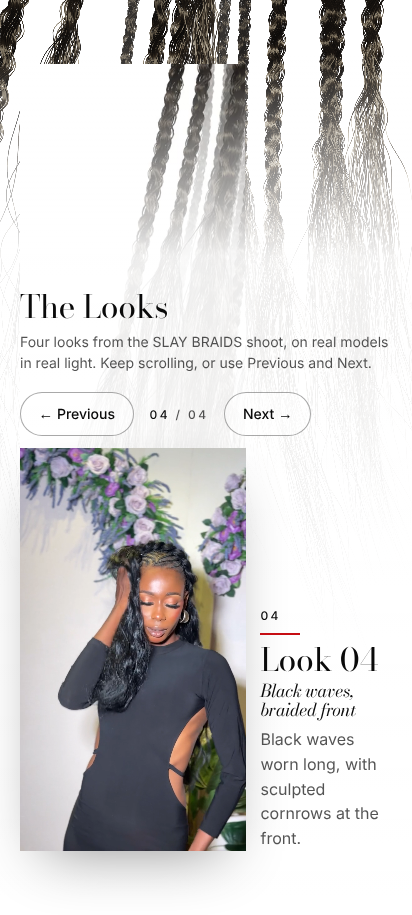 The Looks
Four looks from the SLAY BRAIDS shoot, on real models
in real light. Keep scrolling, or use Previous and Next.
← Previous
04 / 04
Next →
04
Look 04
Black waves,
braided front
Black waves
worn long, with
sculpted
cornrows at the
front.